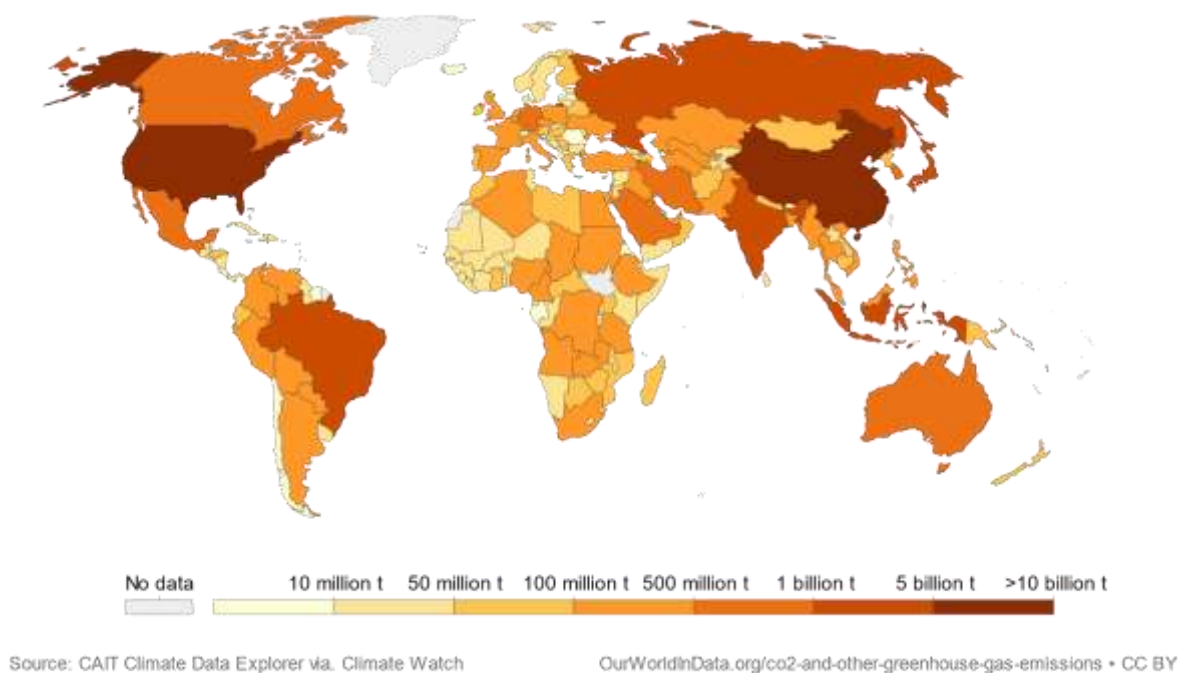 No data 10 million t 50 million t 100 million t 500 million t 1 billion t 5 billion t >10 billion t
Source: CAIT Climate Data Explorer via. Climate Watch OurWorldInData.org/co2-and-other-greenhouse-gas-emissions • CC BY